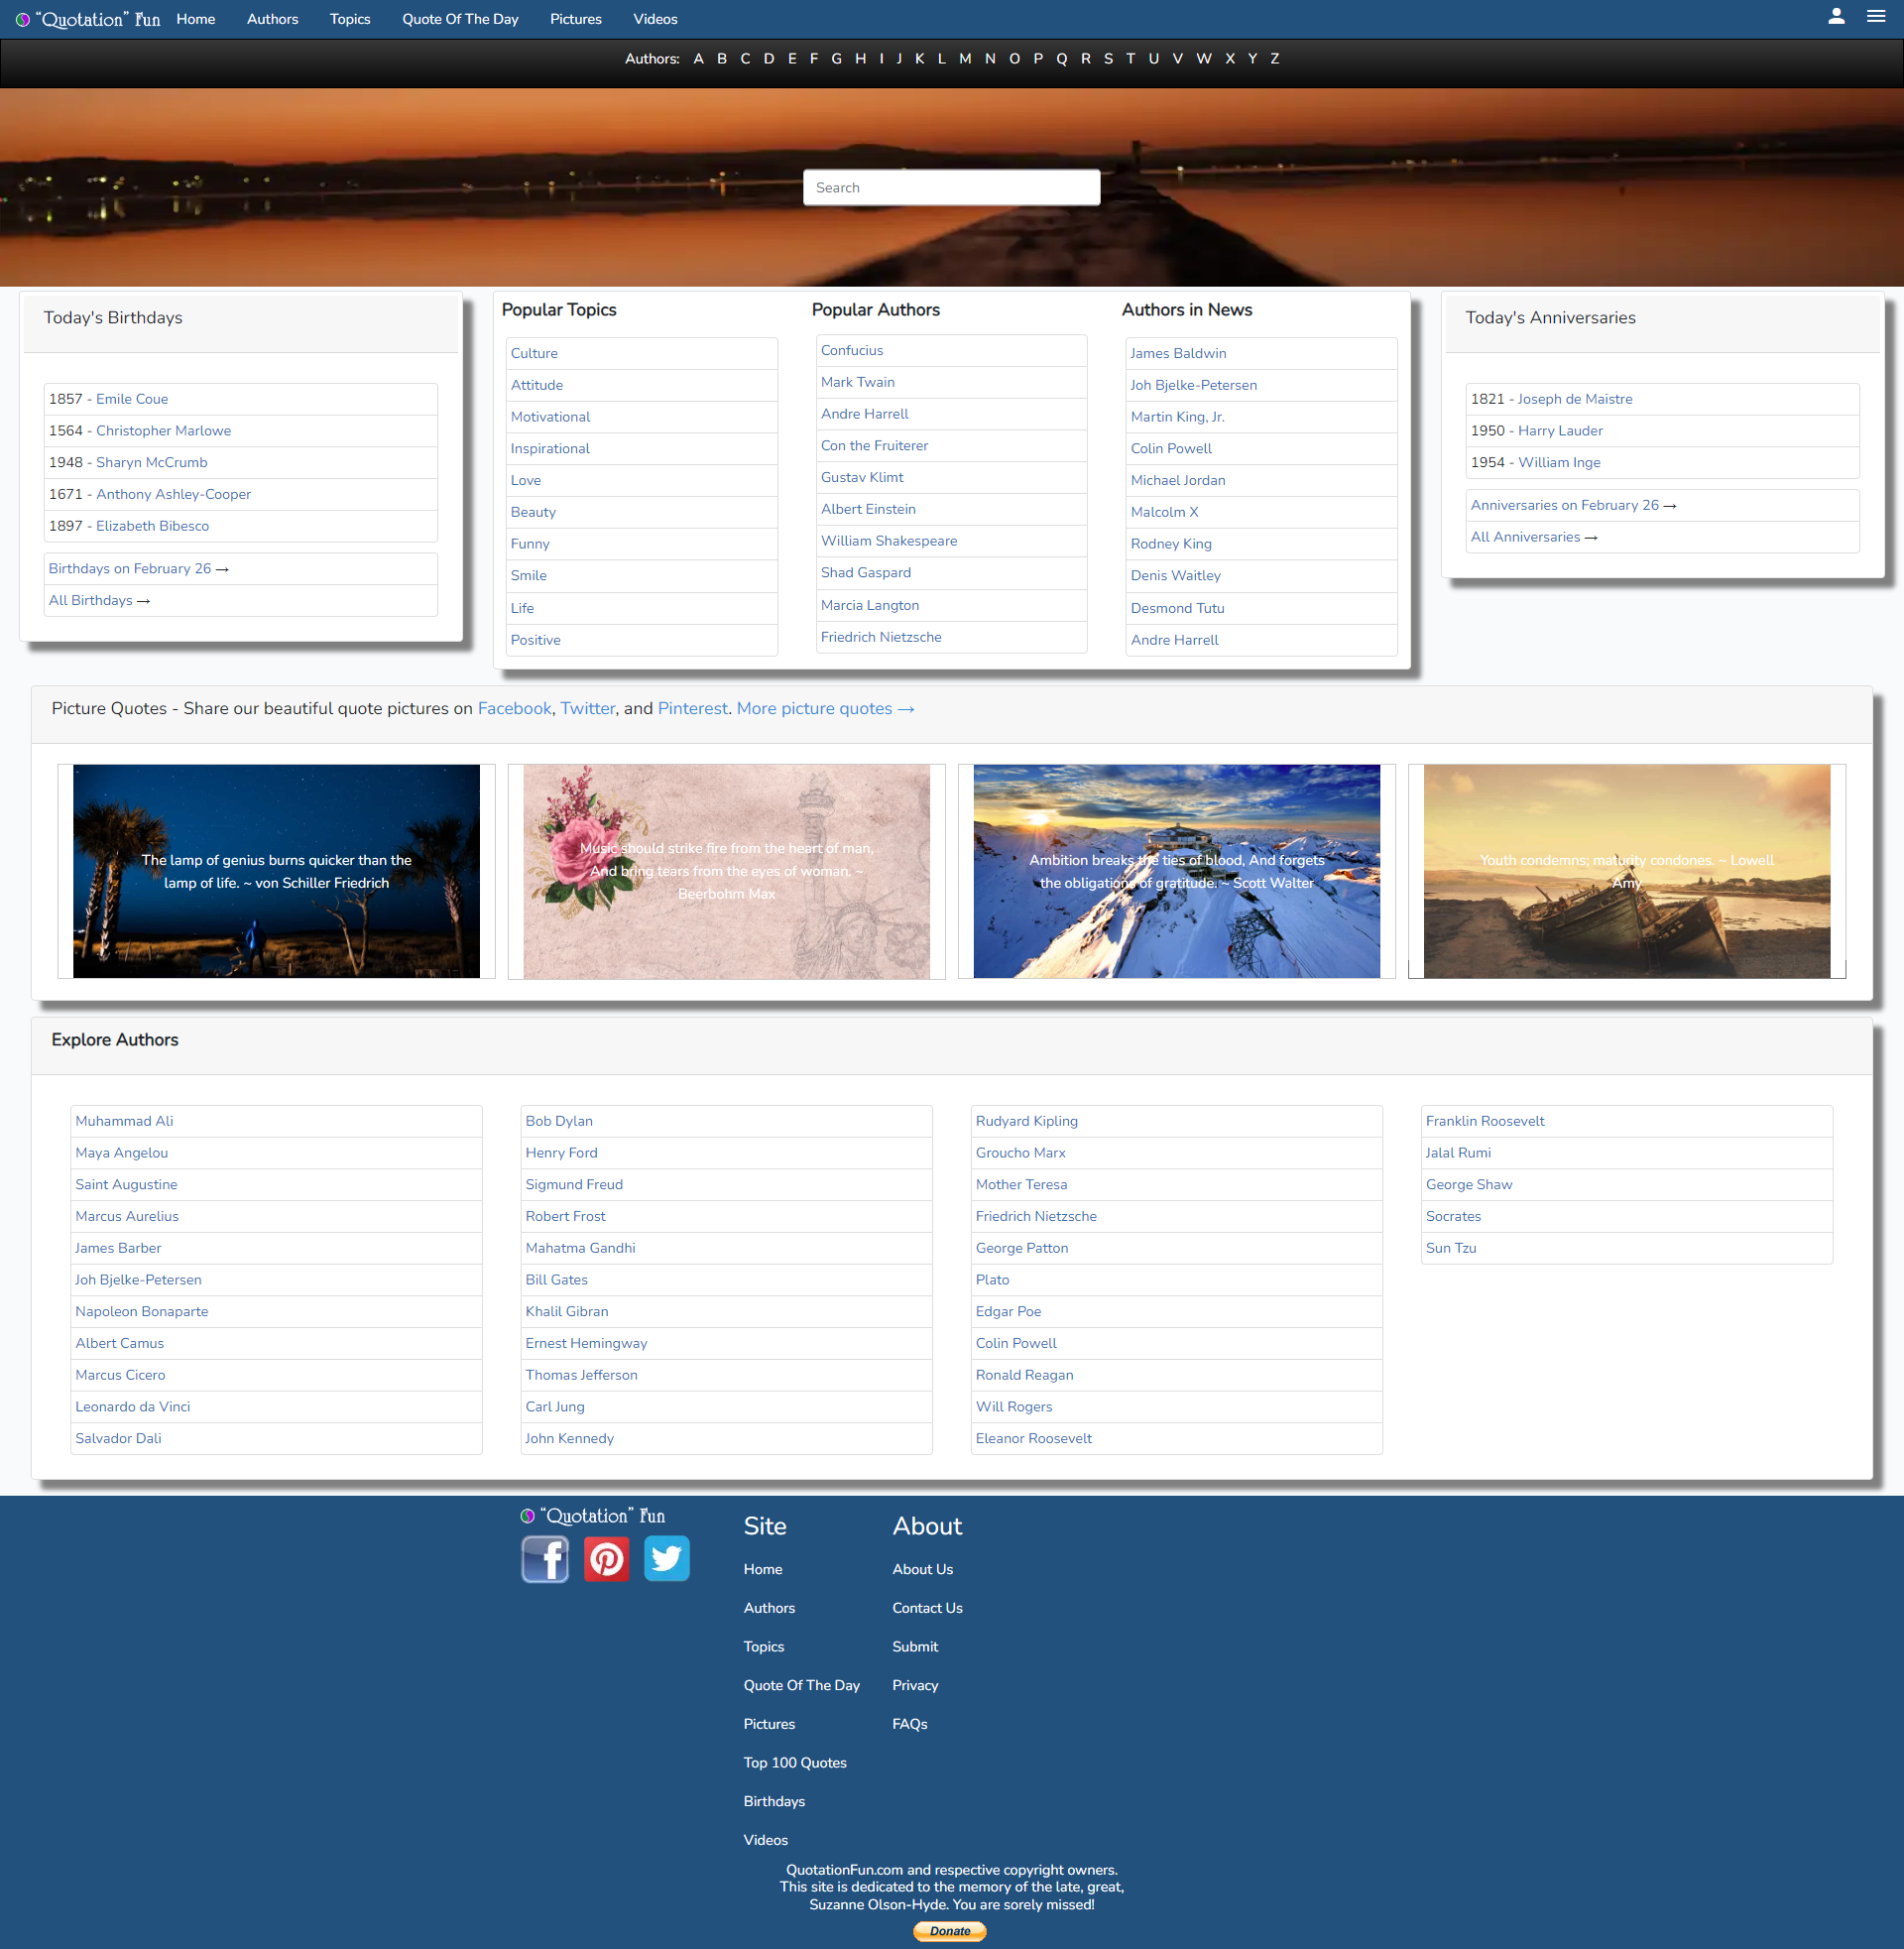 “Quotation” Fun Home Authors Topics Quote Of The Day Pictures Videos
Authors: A B C D E F G H I J K L M N O P Q R S T U V W X Y Z
Search
Today's Birthdays
1857 - Emile Coue
1564 - Christopher Marlowe
1948 - Sharyn McCrumb
1671 - Anthony Ashley-Cooper
1897 - Elizabeth Bibesco
Birthdays on February 26 →
All Birthdays →
Popular Topics
Culture
Attitude
Motivational
Inspirational
Love
Beauty
Funny
Smile
Life
Positive
Popular Authors
Confucius
Mark Twain
Andre Harrell
Con the Fruiterer
Gustav Klimt
Albert Einstein
William Shakespeare
Shad Gaspard
Marcia Langton
Friedrich Nietzsche
Authors in News
James Baldwin
Joh Bjelke-Petersen
Martin King, Jr.
Colin Powell
Michael Jordan
Malcolm X
Rodney King
Denis Waitley
Desmond Tutu
Andre Harrell
Today's Anniversaries
1821 - Joseph de Maistre
1950 - Harry Lauder
1954 - William Inge
Anniversaries on February 26 →
All Anniversaries →
Picture Quotes - Share our beautiful quote pictures on Facebook, Twitter, and Pinterest. More picture quotes →
The lamp of genius burns quicker than the
lamp of life. ~ von Schiller Friedrich
Music should strike fire from the heart of man,
And bring tears from the eyes of woman. ~
Beerbohm Max
Ambition breaks the ties of blood, And forgets
the obligations of gratitude. ~ Scott Walter
Youth condemns; maturity condones. ~ Lowell
Amy
Explore Authors
Muhammad Ali
Maya Angelou
Saint Augustine
Marcus Aurelius
James Barber
Joh Bjelke-Petersen
Napoleon Bonaparte
Albert Camus
Marcus Cicero
Leonardo da Vinci
Salvador Dali
Bob Dylan
Henry Ford
Sigmund Freud
Robert Frost
Mahatma Gandhi
Bill Gates
Khalil Gibran
Ernest Hemingway
Thomas Jefferson
Carl Jung
John Kennedy
Rudyard Kipling
Groucho Marx
Mother Teresa
Friedrich Nietzsche
George Patton
Plato
Edgar Poe
Colin Powell
Ronald Reagan
Will Rogers
Eleanor Roosevelt
Franklin Roosevelt
Jalal Rumi
George Shaw
Socrates
Sun Tzu
“Quotation” Fun
Site
Home
Authors
Topics
Quote Of The Day
Pictures
Top 100 Quotes
Birthdays
Videos
About
About Us
Contact Us
Submit
Privacy
FAQs
QuotationFun.com and respective copyright owners.
This site is dedicated to the memory of the late, great,
Suzanne Olson-Hyde. You are sorely missed!
Donate